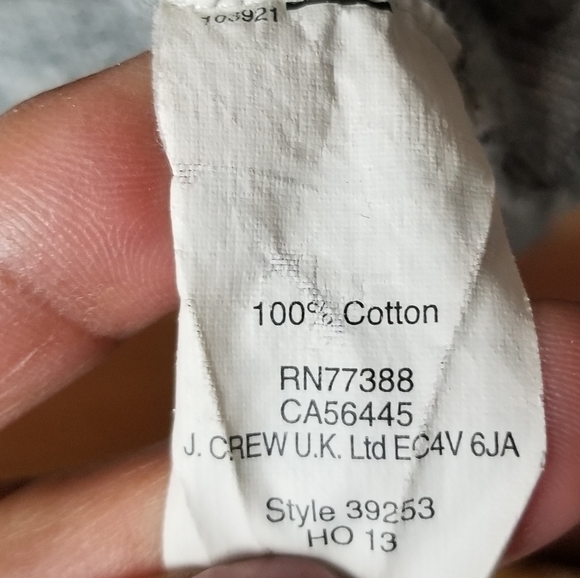 100% Cotton
RN77388
CA56445
J. CREW U.K. Ltd EC4V 6JA
Style 39253
HO 13